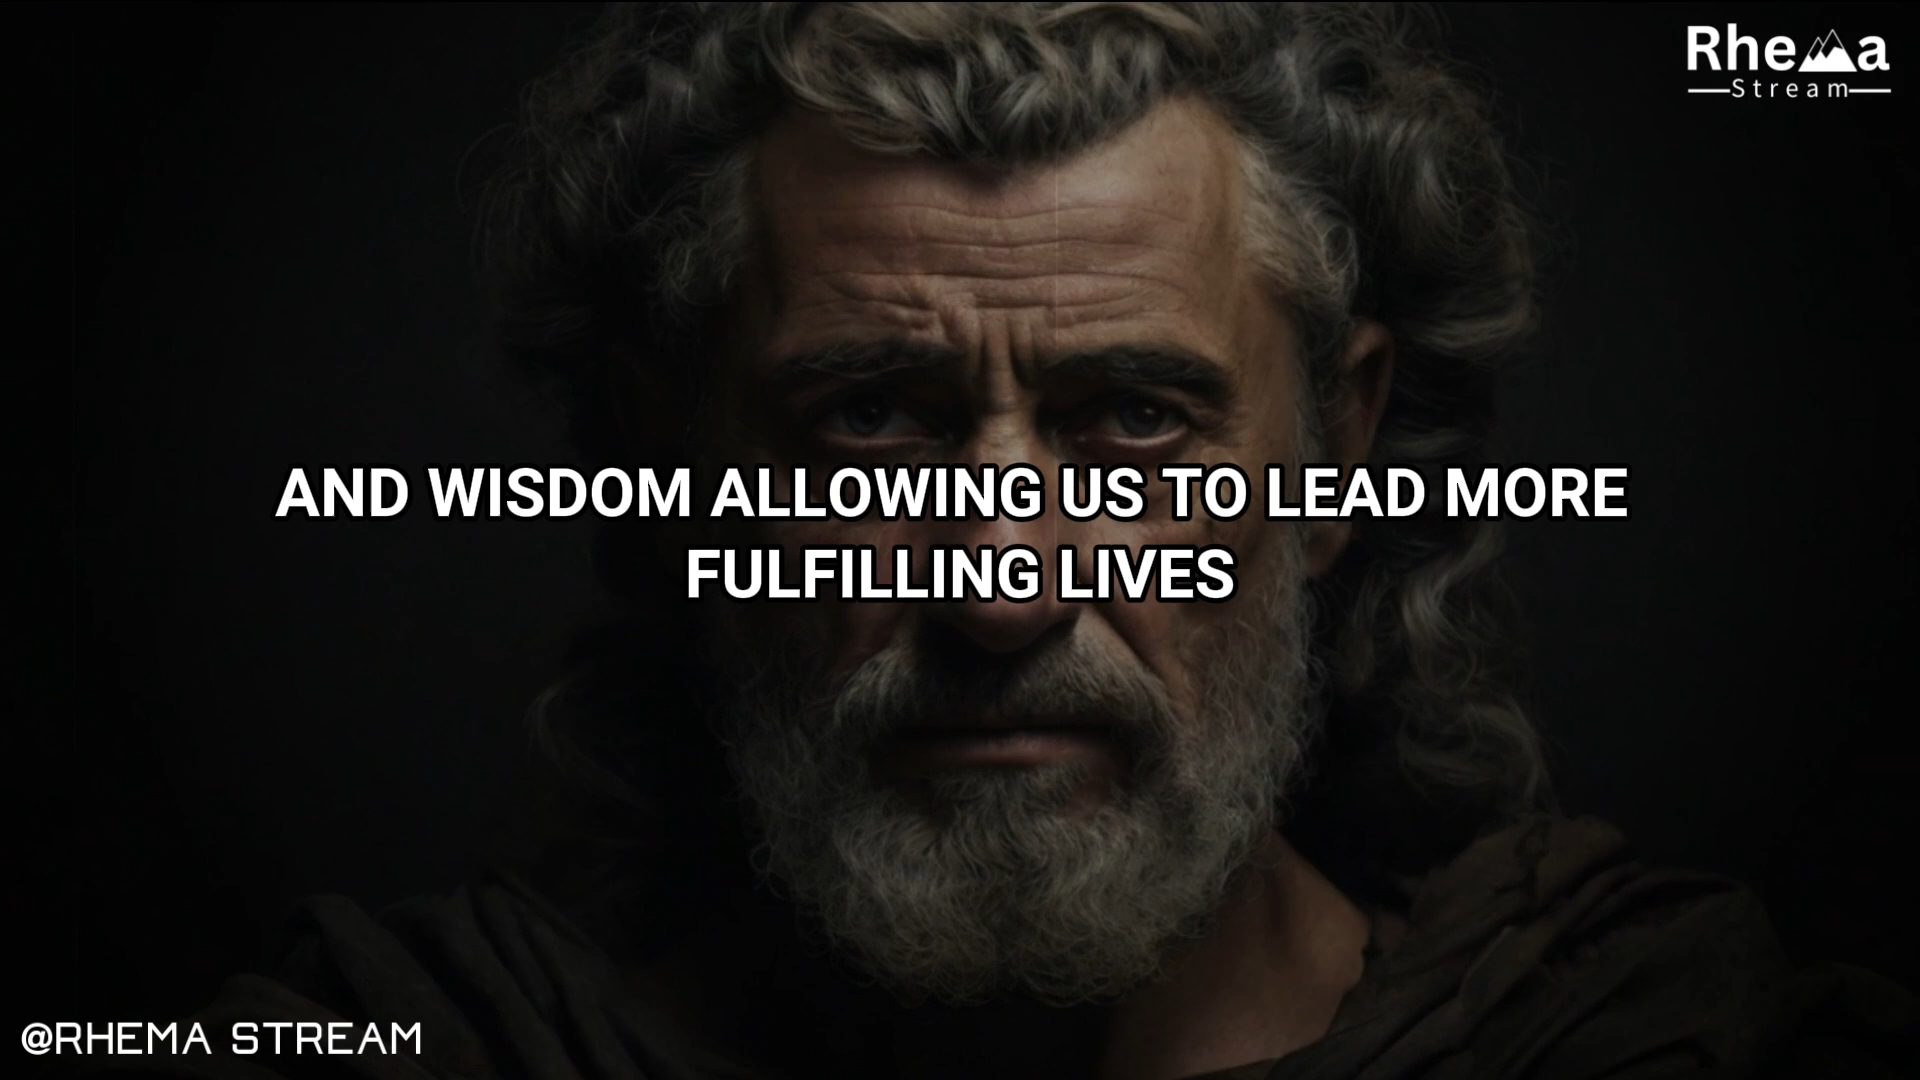 Rhema
Stream
AND WISDOM ALLOWING US TO LEAD MORE
FULFILLING LIVES
@RHEMA STREAM